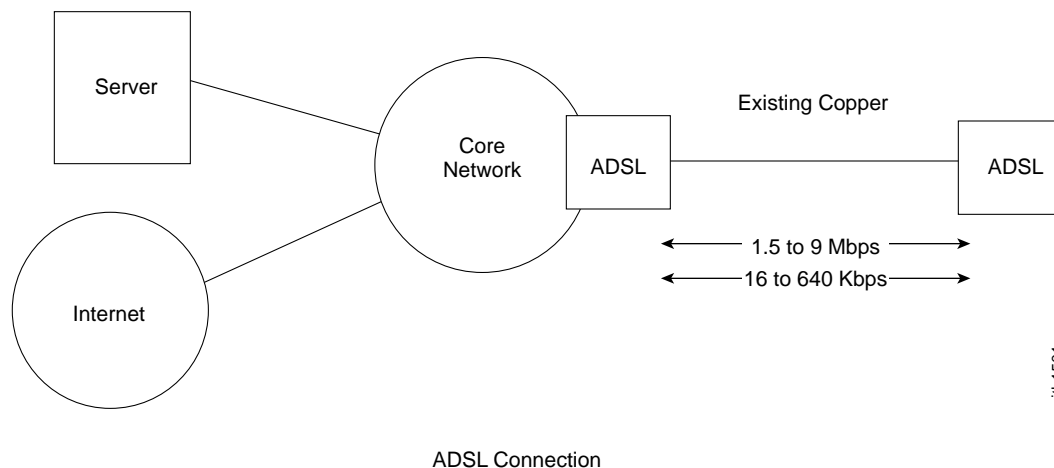 Server
Existing Copper
Core
Network
ADSL
ADSL
1.5 to 9 Mbps
16 to 640 Kbps
Internet
ADSL Connection